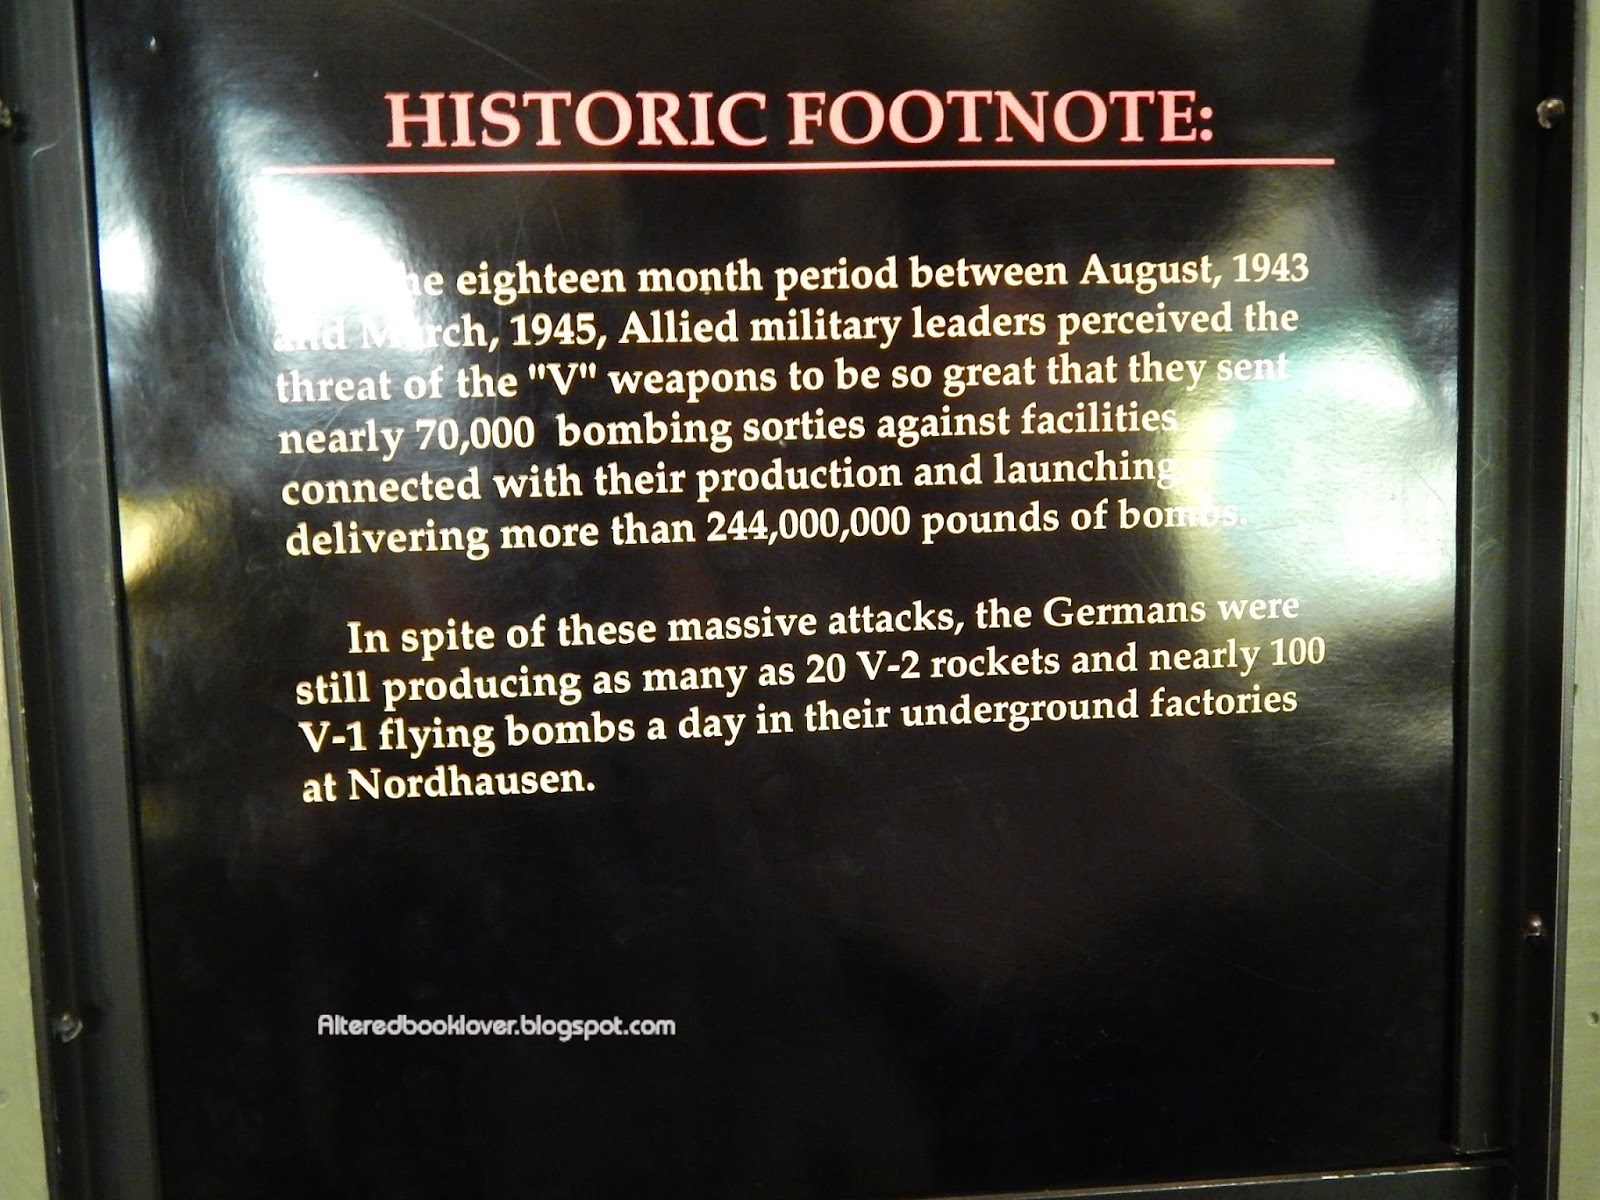 HISTORIC FOOTNOTE:
eighteen month period between August, 1943
and March, 1945, Allied military leaders perceived the
threat of the "V" weapons to be so great that they sent
nearly 70,000 bombing sorties against facilities
connected with their production and launching
delivering more than 244,000,000 pounds of bombs.
In spite of these massive attacks, the Germans were
still producing as many as 20 V-2 rockets and nearly 100
V-1 flying bombs a day in their underground factories
at Nordhausen.
Alteredbooklover.blogspot.com